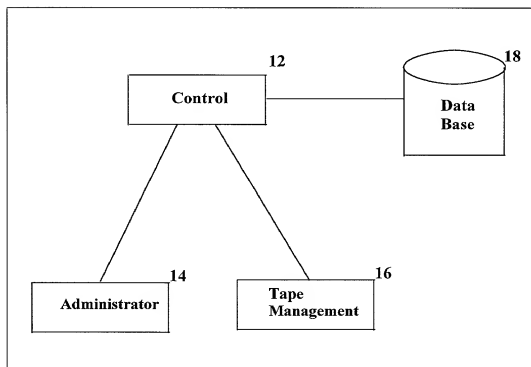 12
Control
18
Data
Base
14
Administrator
16
Tape
Management